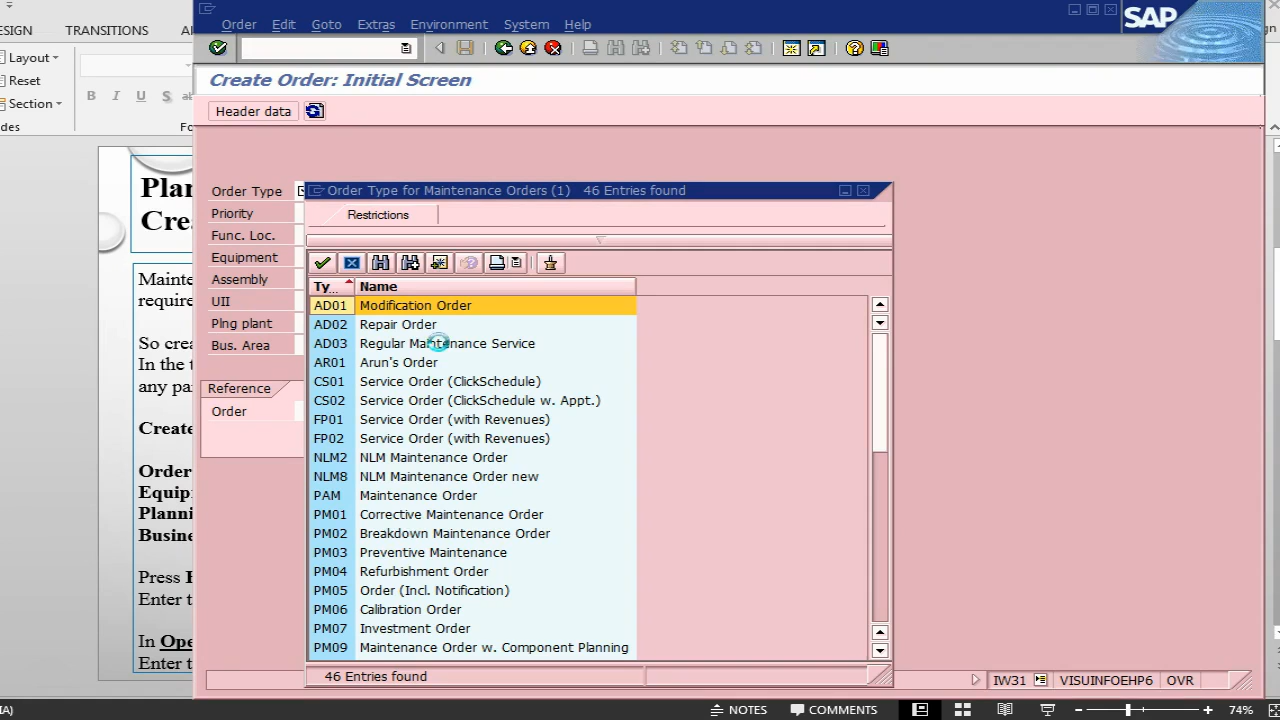 Order Edit Goto Extras Environment System Help
SAP
ESIGN TRANSITIONS
Create Order: Initial Screen
Layout
Reset
Section
B I U S
Header data
des
Order Type
Priority
Func. Loc.
Equipment
Assembly
UII
Plng plant
Bus. Area
Reference
Order
Order Type for Maintenance Orders (1) 46 Entries found
Restrictions
Ty... Name
AD01 Modification Order
AD02 Repair Order
AD03 Regular Maintenance Service
AR01 Arun's Order
CS01 Service Order (ClickSchedule)
CS02 Service Order (ClickSchedule w. Appt.)
FP01 Service Order (with Revenues)
FP02 Service Order (with Revenues)
NLM2 NLM Maintenance Order
NLM8 NLM Maintenance Order new
PAM Maintenance Order
PM01 Corrective Maintenance Order
PM02 Breakdown Maintenance Order
PM03 Preventive Maintenance
PM04 Refurbishment Order
PM05 Order (Incl. Notification)
PM06 Calibration Order
PM07 Investment Order
PM09 Maintenance Order w. Component Planning
46 Entries found
IW31 VISUINFOEHP6 OVR
Plan
Crea
Mainte
require
So crea
In the t
any pa
Create
Order
Equip
Planni
Busine
Press
Enter t
In Ope
Enter t
NOTES COMMENTS 74%